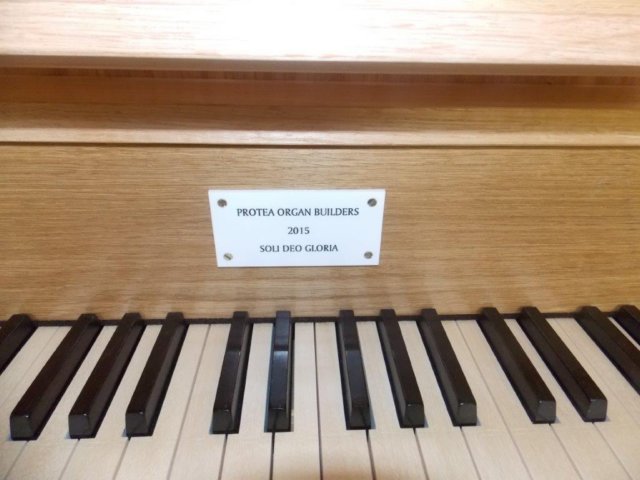 PROTEA ORGAN BUILDERS
2015
SOLI DEO GLORIA